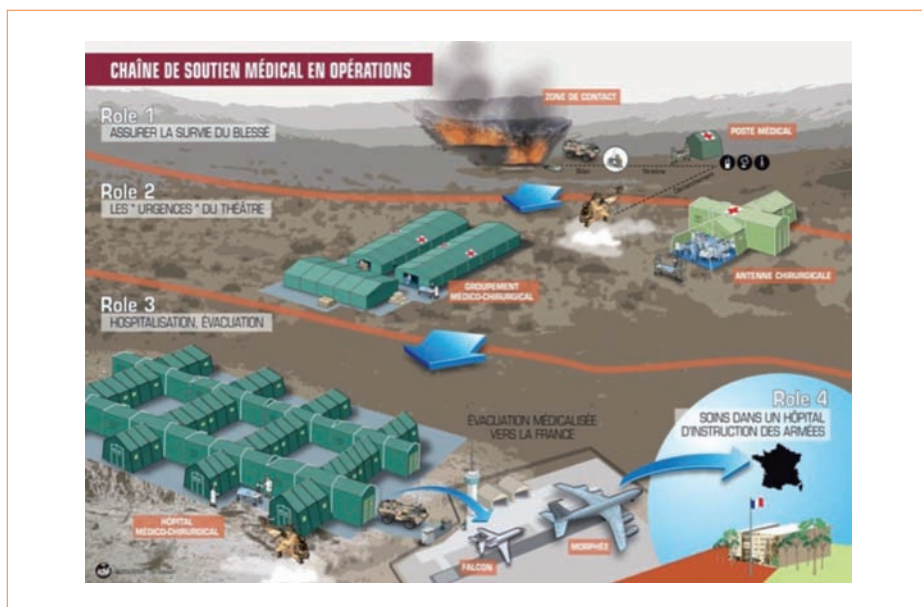 CHAÎNE DE SOUTIEN MÉDICAL EN OPÉRATIONS
ZONE DE CONTACT
Role 1
ASSURER LA SURVIE DU BLESSÉ
POSTE MÉDICAL
Role 2
LES " URGENCES " DU THÉÂTRE
ANTENNE CHIRURGICALE
GROUPEMENT
MÉDICO-CHIRURGICAL
Role 3
HOSPITALISATION, ÉVACUATION
Role 4
SOINS DANS UN HÔPITAL
D'INSTRUCTION DES ARMÉES
ÉVACUATION MÉDICALISÉE
VERS LA FRANCE
HÔPITAL
MÉDICO-CHIRURGICAL
FALCON
MORPHÉE